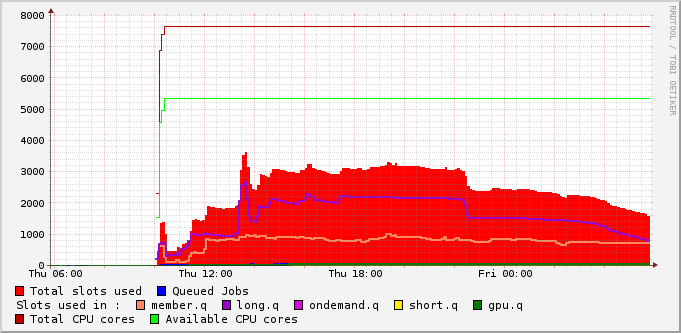 8000
7000
6000
5000
4000
3000
2000
1000
0
Thu 06:00 Thu 12:00 Thu 18:00 Fri 00:00
RRDTOOL / TOBI OETIKER
Total slots used Queued Jobs
Slots used in : member.q long.q ondemand.q short.q gpu.q
Total CPU cores Available CPU cores